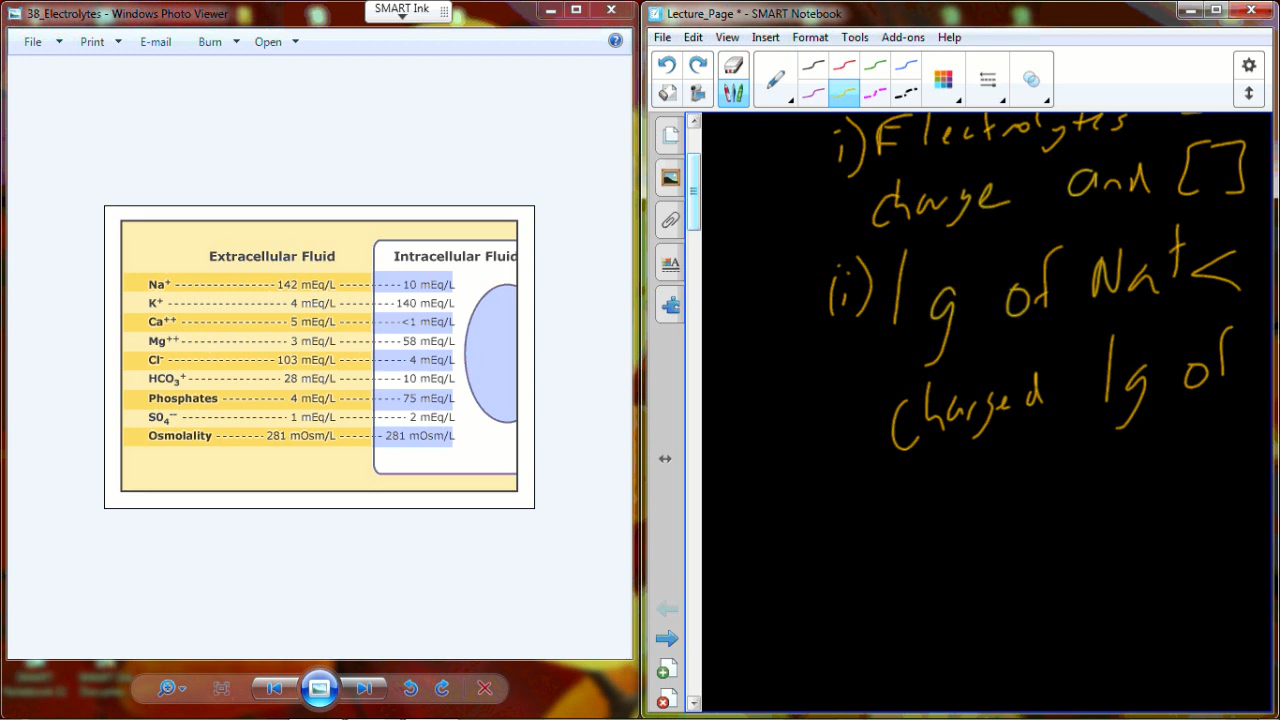 38_Electrolytes - Windows Photo Viewer
SMART Ink
File Print E-mail Burn Open
Extracellular Fluid Intracellular Fluid
Na⁺ 142 mEq/L 10 mEq/L
K⁺ 4 mEq/L 140 mEq/L
Ca⁺⁺ 5 mEq/L <1 mEq/L
Mg⁺⁺ 3 mEq/L 58 mEq/L
Cl⁻ 103 mEq/L 4 mEq/L
HCO₃⁺ 28 mEq/L 10 mEq/L
Phosphates 4 mEq/L 75 mEq/L
SO₄⁻⁻ 1 mEq/L 2 mEq/L
Osmolality 281 mOsm/L 281 mOsm/L
Lecture_Page * - SMART Notebook
File Edit View Insert Format Tools Add-ons Help
i) Electrolytes -
charge and []
ii) 1 g of Na⁺ <
charged 1g of